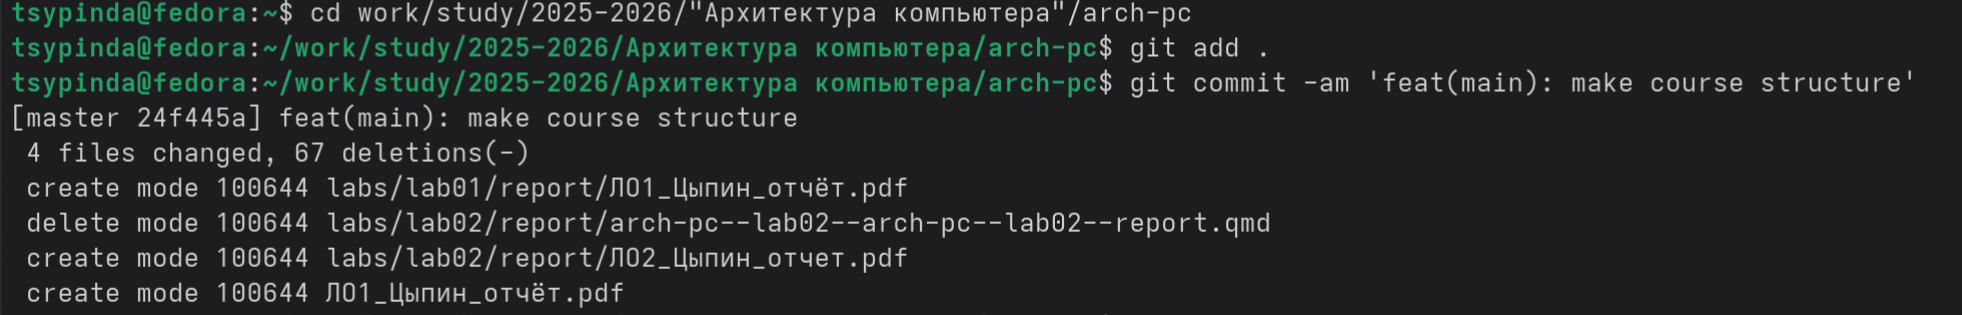 tsypinda@fedora:~$ cd work/study/2025-2026/"Архитектура компьютера"/arch-pc
tsypinda@fedora:~/work/study/2025-2026/Архитектура компьютера/arch-pc$ git add .
tsypinda@fedora:~/work/study/2025-2026/Архитектура компьютера/arch-pc$ git commit -am 'feat(main): make course structure'
[master 24f445a] feat(main): make course structure
 4 files changed, 67 deletions(-)
 create mode 100644 labs/lab01/report/Л01_Цыпин_отчёт.pdf
 delete mode 100644 labs/lab02/report/arch-pc--lab02--arch-pc--lab02--report.qmd
 create mode 100644 labs/lab02/report/Л02_Цыпин_отчет.pdf
 create mode 100644 Л01_Цыпин_отчёт.pdf